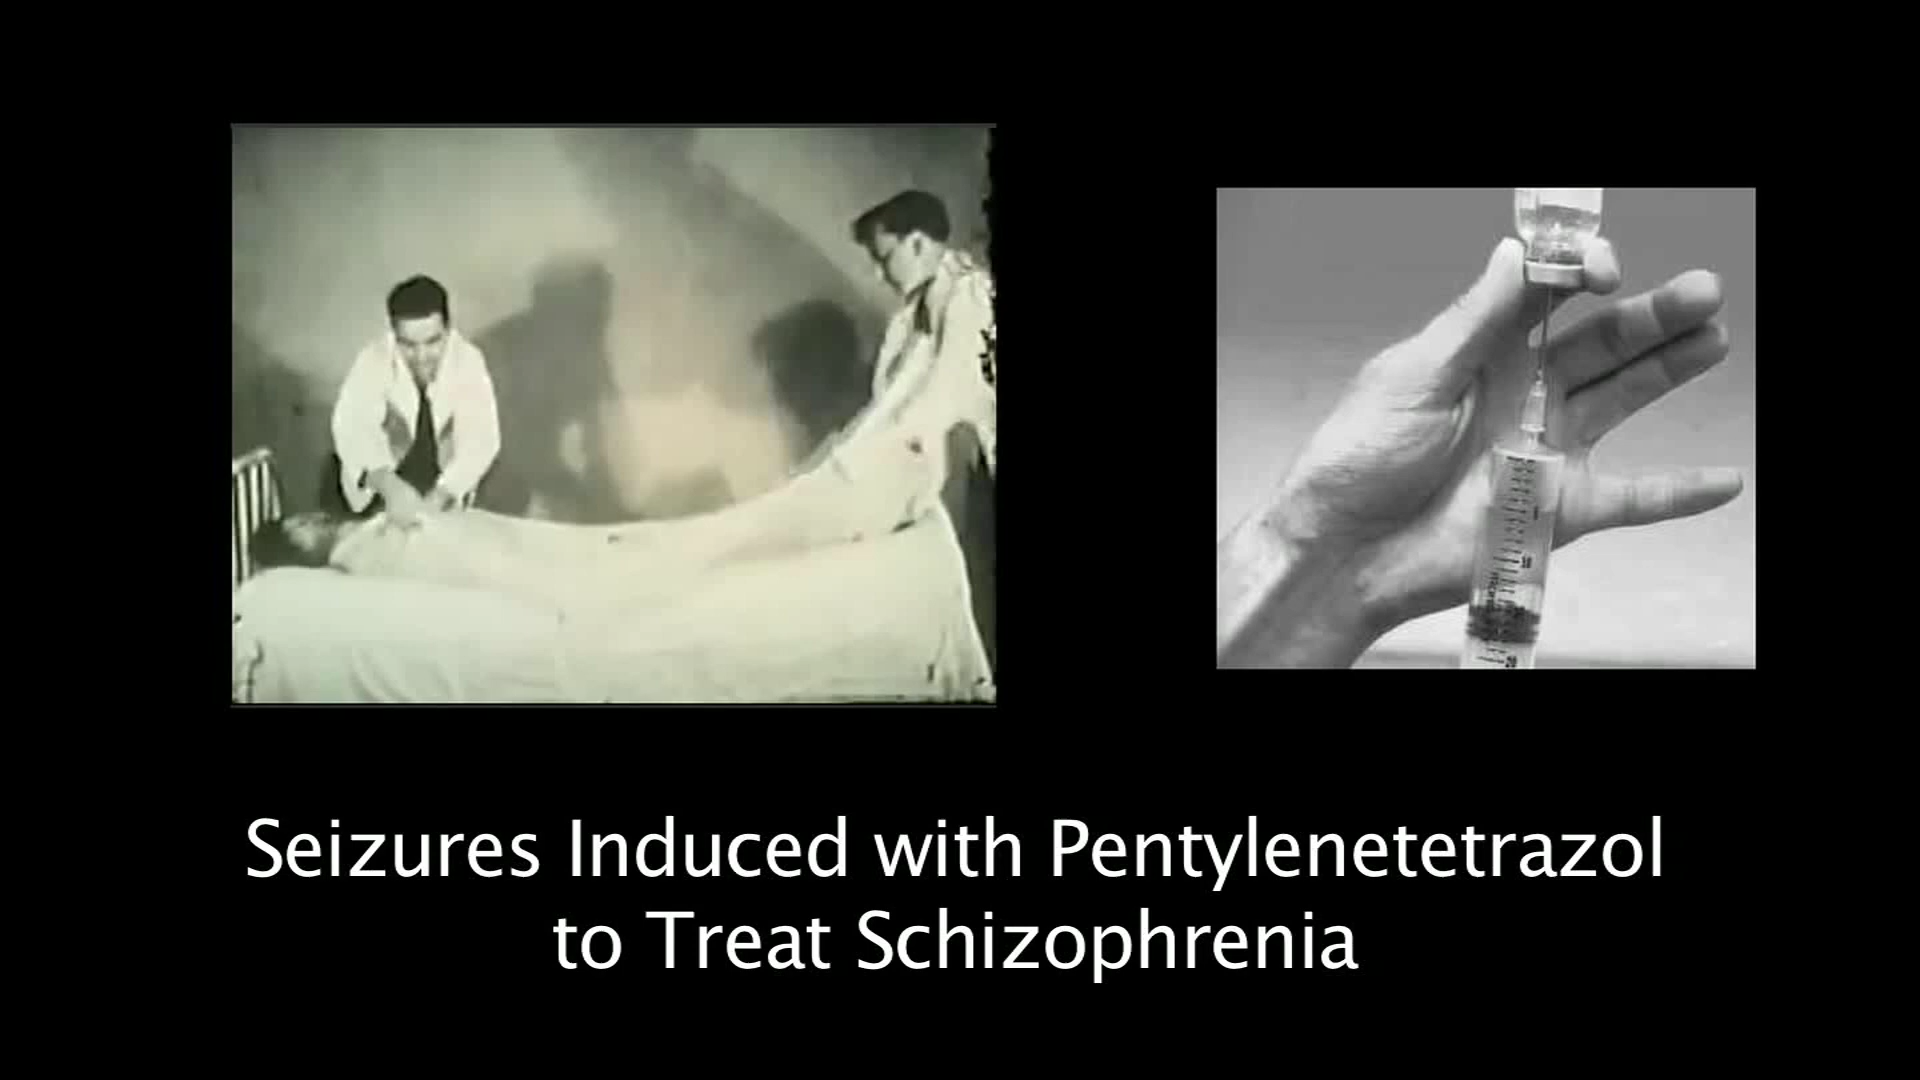 Seizures Induced with Pentylenetetrazol
to Treat Schizophrenia